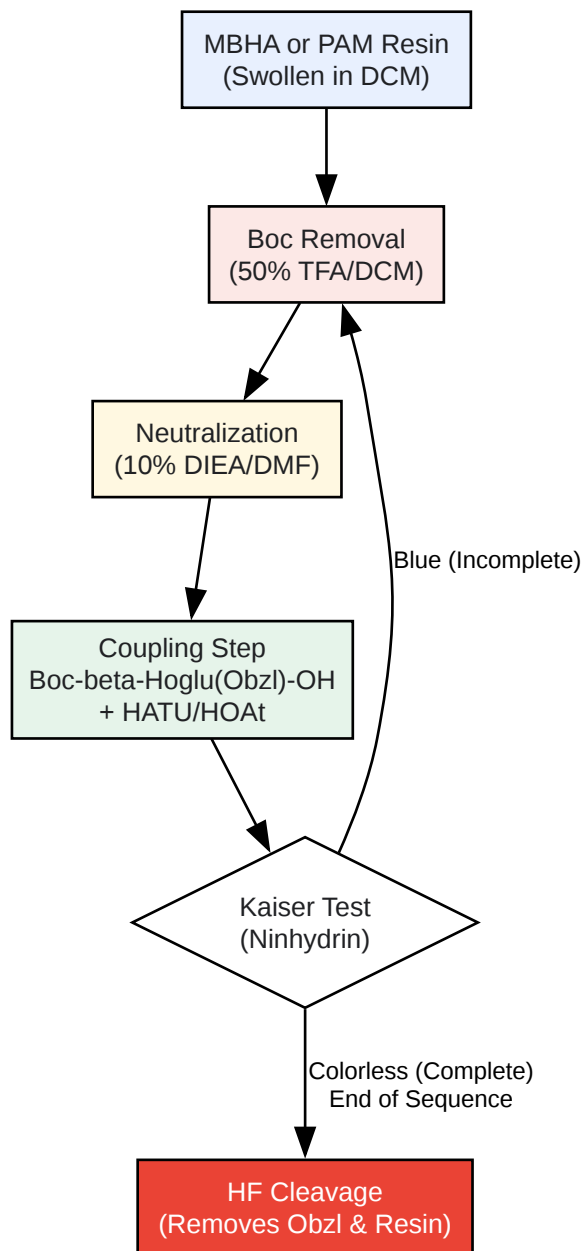 MBHA or PAM Resin
(Swollen in DCM)
Boc Removal
(50% TFA/DCM)
Neutralization
(10% DIEA/DMF)
Blue (Incomplete)
Coupling Step
Boc-beta-Hoglu(Obzl)-OH
+ HATU/HOAt
Kaiser Test
(Ninhydrin)
Colorless (Complete)
End of Sequence
HF Cleavage
(Removes Obzl & Resin)